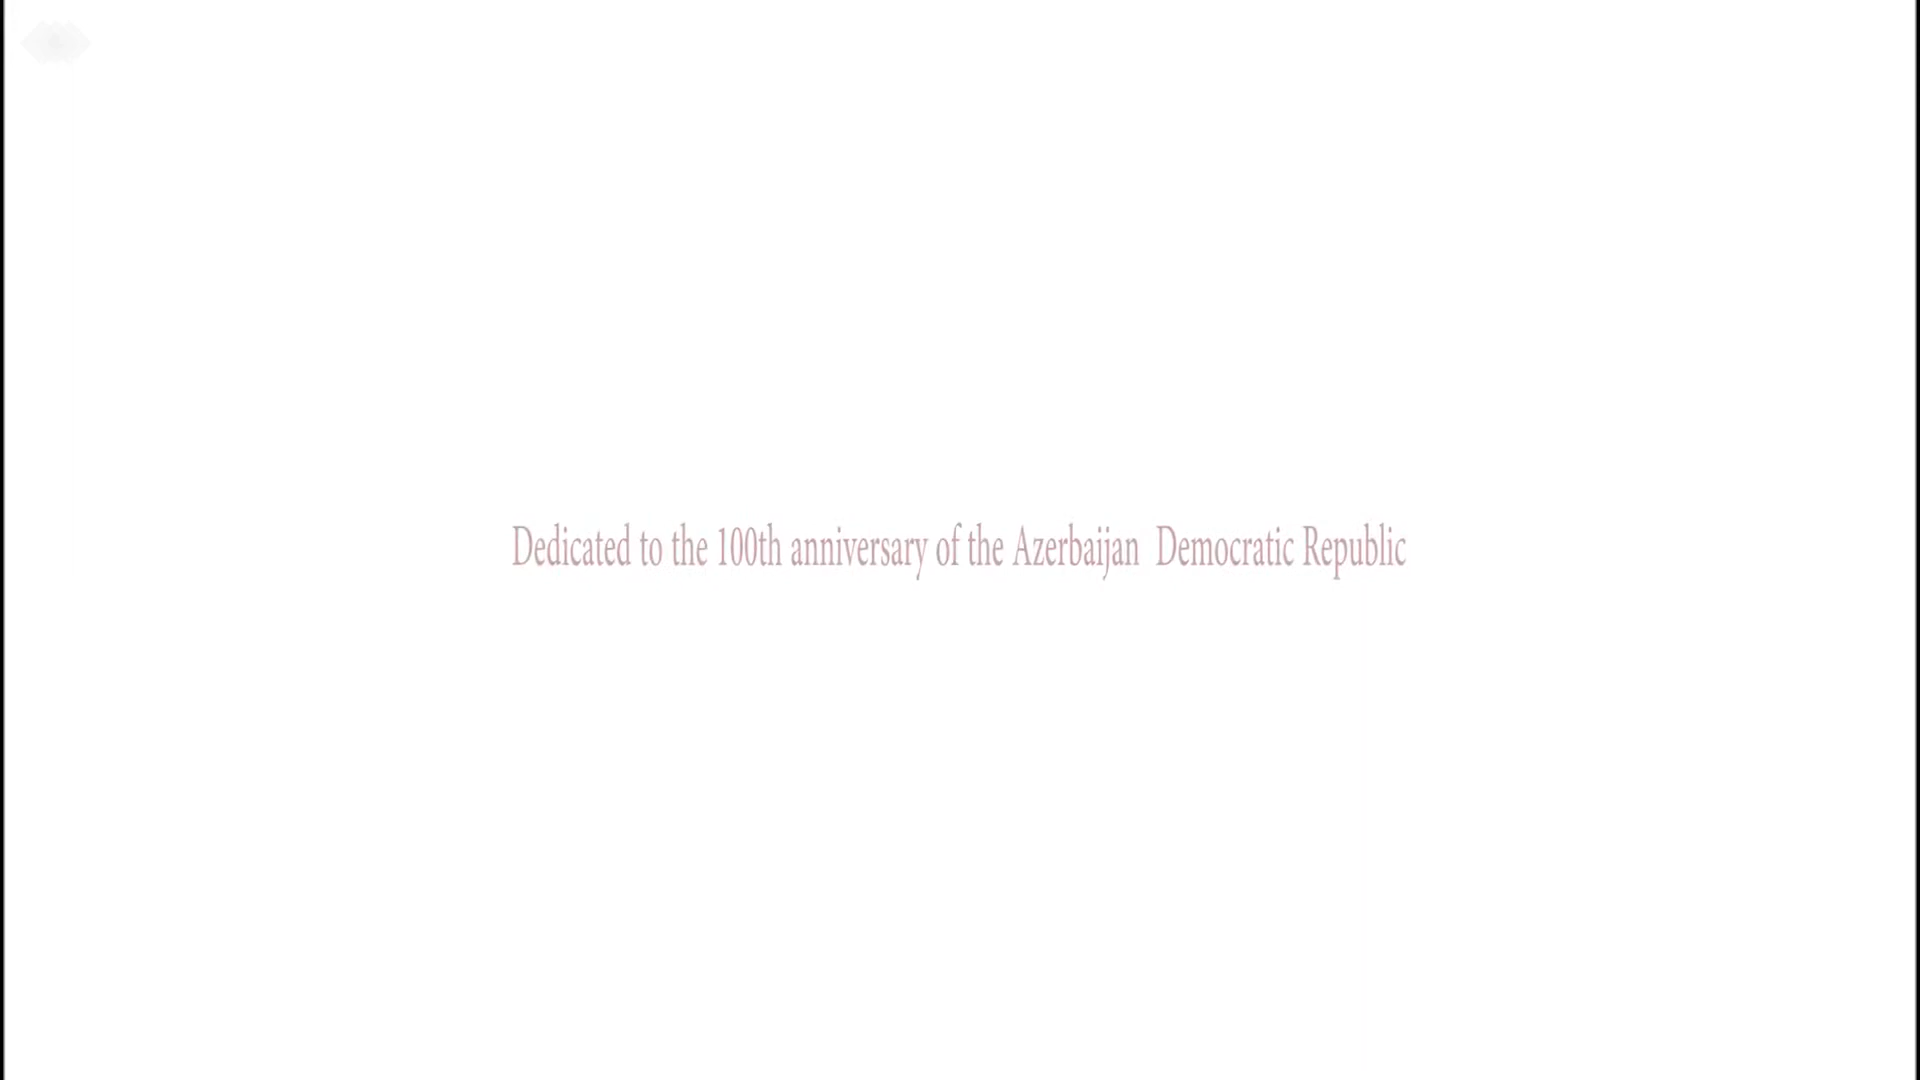 Dedicated to the 100th anniversary of the Azerbaijan  Democratic Republic